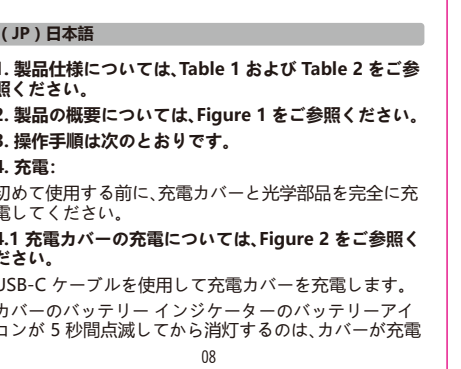 ( JP ) 日本語
1. 製品仕様については、Table 1 および Table 2 をご参
照ください。
2. 製品の概要については、Figure 1 をご参照ください。
3. 操作手順は次のとおりです。
4. 充電：
初めて使用する前に、充電カバーと光学部品を完全に充
電してください。
4.1 充電カバーの充電については、Figure 2 をご参照く
ださい。
USB-C ケーブルを使用して充電カバーを充電します。
カバーのバッテリー インジケーターのバッテリーアイ
コンが 5 秒間点滅してから消灯するのは、カバーが充電
08